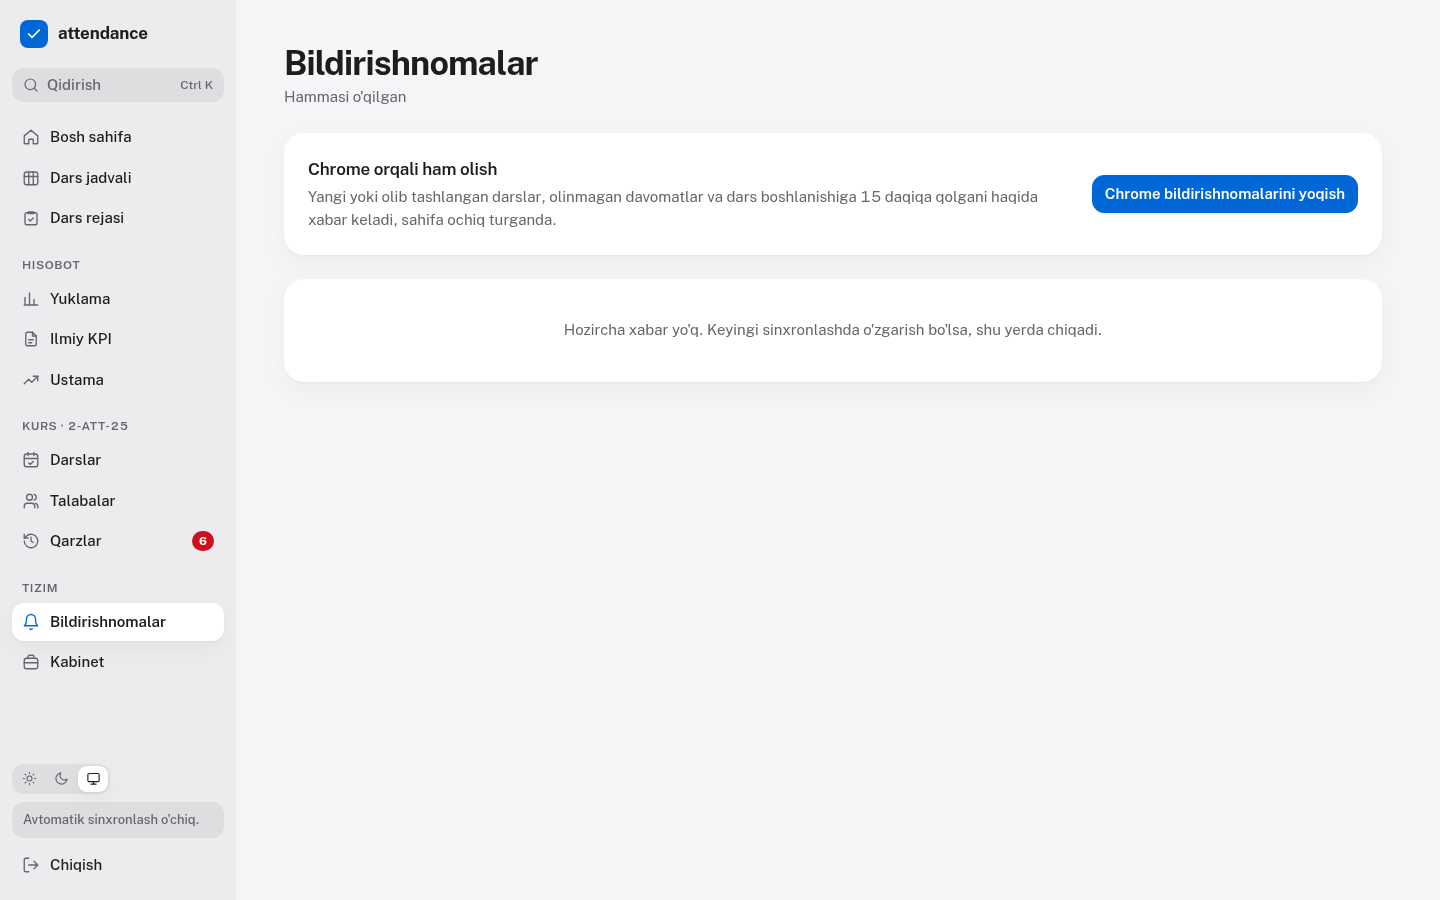 attendance
Qidirish Ctrl K
Bosh sahifa
Dars jadvali
Dars rejasi
HISOBOT
Yuklama
Ilmiy KPI
Ustama
KURS · 2-ATT-25
Darslar
Talabalar
Qarzlar 6
TIZIM
Bildirishnomalar
Kabinet
Avtomatik sinxronlash o'chiq.
Chiqish
Bildirishnomalar
Hammasi o'qilgan
Chrome orqali ham olish
Yangi yoki olib tashlangan darslar, olinmagan davomatlar va dars boshlanishiga 15 daqiqa qolgani haqida
xabar keladi, sahifa ochiq turganda.
Chrome bildirishnomalarini yoqish
Hozircha xabar yo'q. Keyingi sinxronlashda o'zgarish bo'lsa, shu yerda chiqadi.